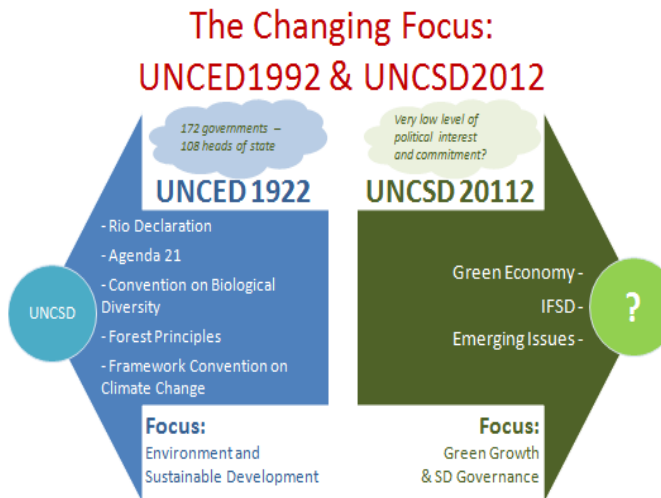 The Changing Focus:
UNCED1992 & UNCSD2012
172 governments –
108 heads of state
UNCED 1922
- Rio Declaration
- Agenda 21
- Convention on Biological
Diversity
- Forest Principles
- Framework Convention on
Climate Change
UNCSD
Focus:
Environment and
Sustainable Development
Very low level of
political interest
and commitment?
UNCSD 20112
Green Economy -
IFSD -
Emerging Issues -
?
Focus:
Green Growth
& SD Governance